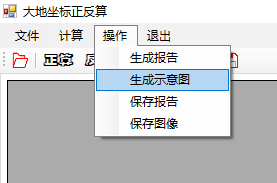 大地坐标正反算
文件 计算 操作 退出
正算
生成报告
生成示意图
保存报告
保存图像